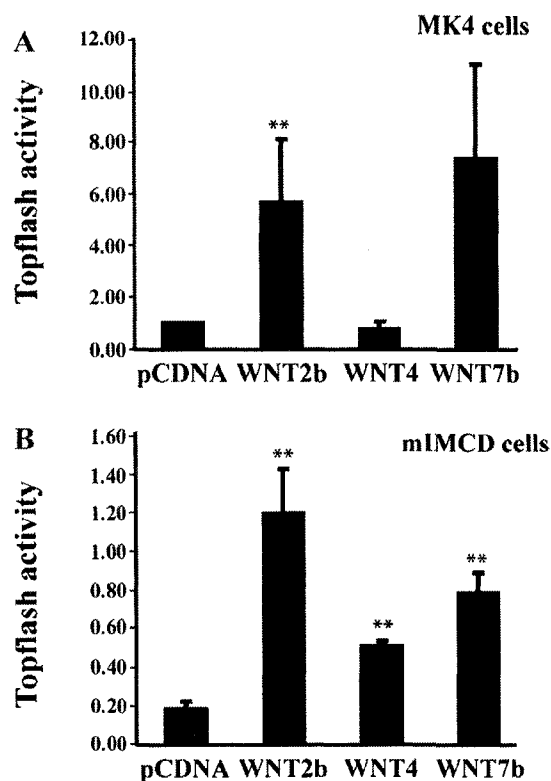 A
MK4 cells
Topflash activity
12.00
10.00
8.00
6.00
4.00
2.00
0.00
**
pCDNA WNT2b WNT4 WNT7b
B
mIMCD cells
Topflash activity
1.60
1.40
1.20
1.00
0.80
0.60
0.40
0.20
0.00
**
**
**
pCDNA WNT2b WNT4 WNT7b